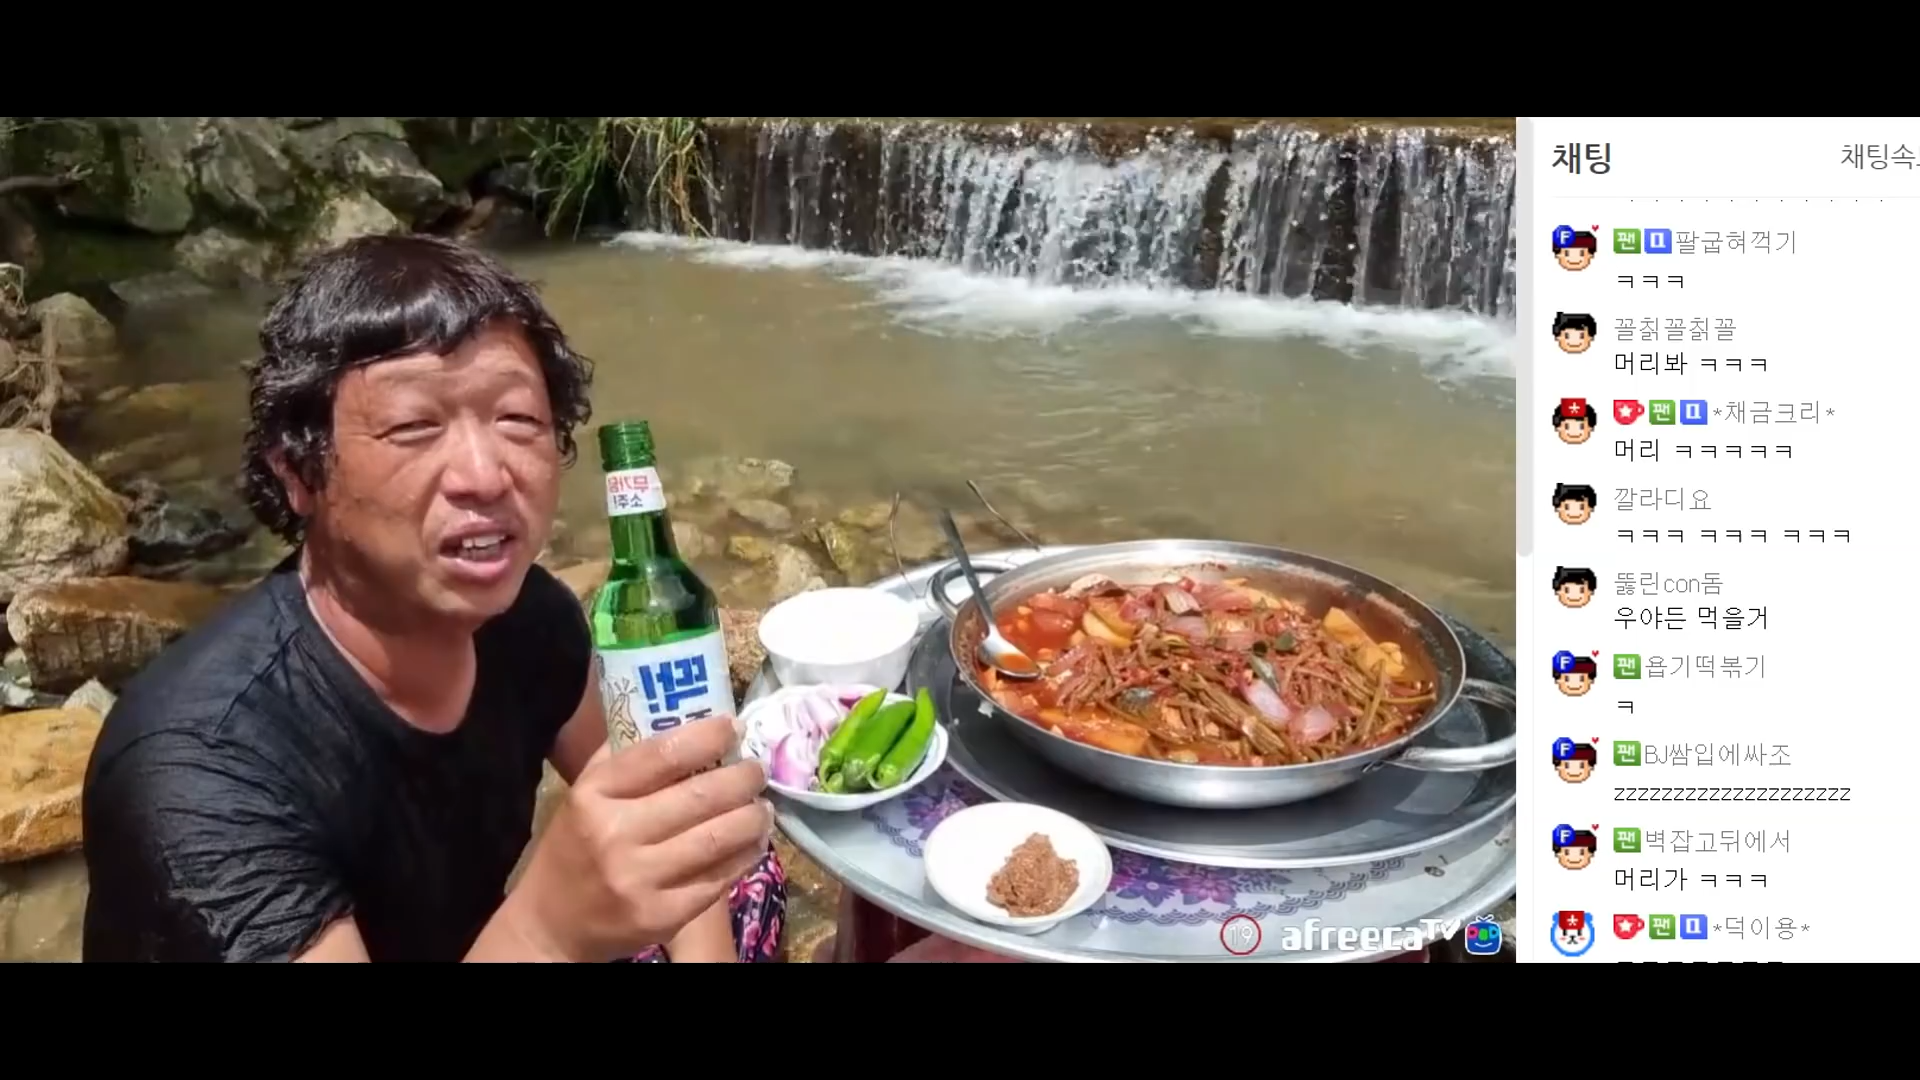 채팅
채팅속
팬 팔굽혀꺽기
ㅋㅋㅋ
꼴칡꼴칡꼴
머리봐 ㅋㅋㅋ
팬 *채금크리*
머리 ㅋㅋㅋㅋㅋ
깔라디요
ㅋㅋㅋ ㅋㅋㅋ ㅋㅋㅋ
뚫린con돔
우야든 먹을거
팬 욥기떡볶기
ㅋ
팬 BJ쌈입에싸조
zzzzzzzzzzzzzzzzzzzz
팬 벽잡고뒤에서
머리가 ㅋㅋㅋ
팬 *덕이용*
소주!
19 afreecaTV